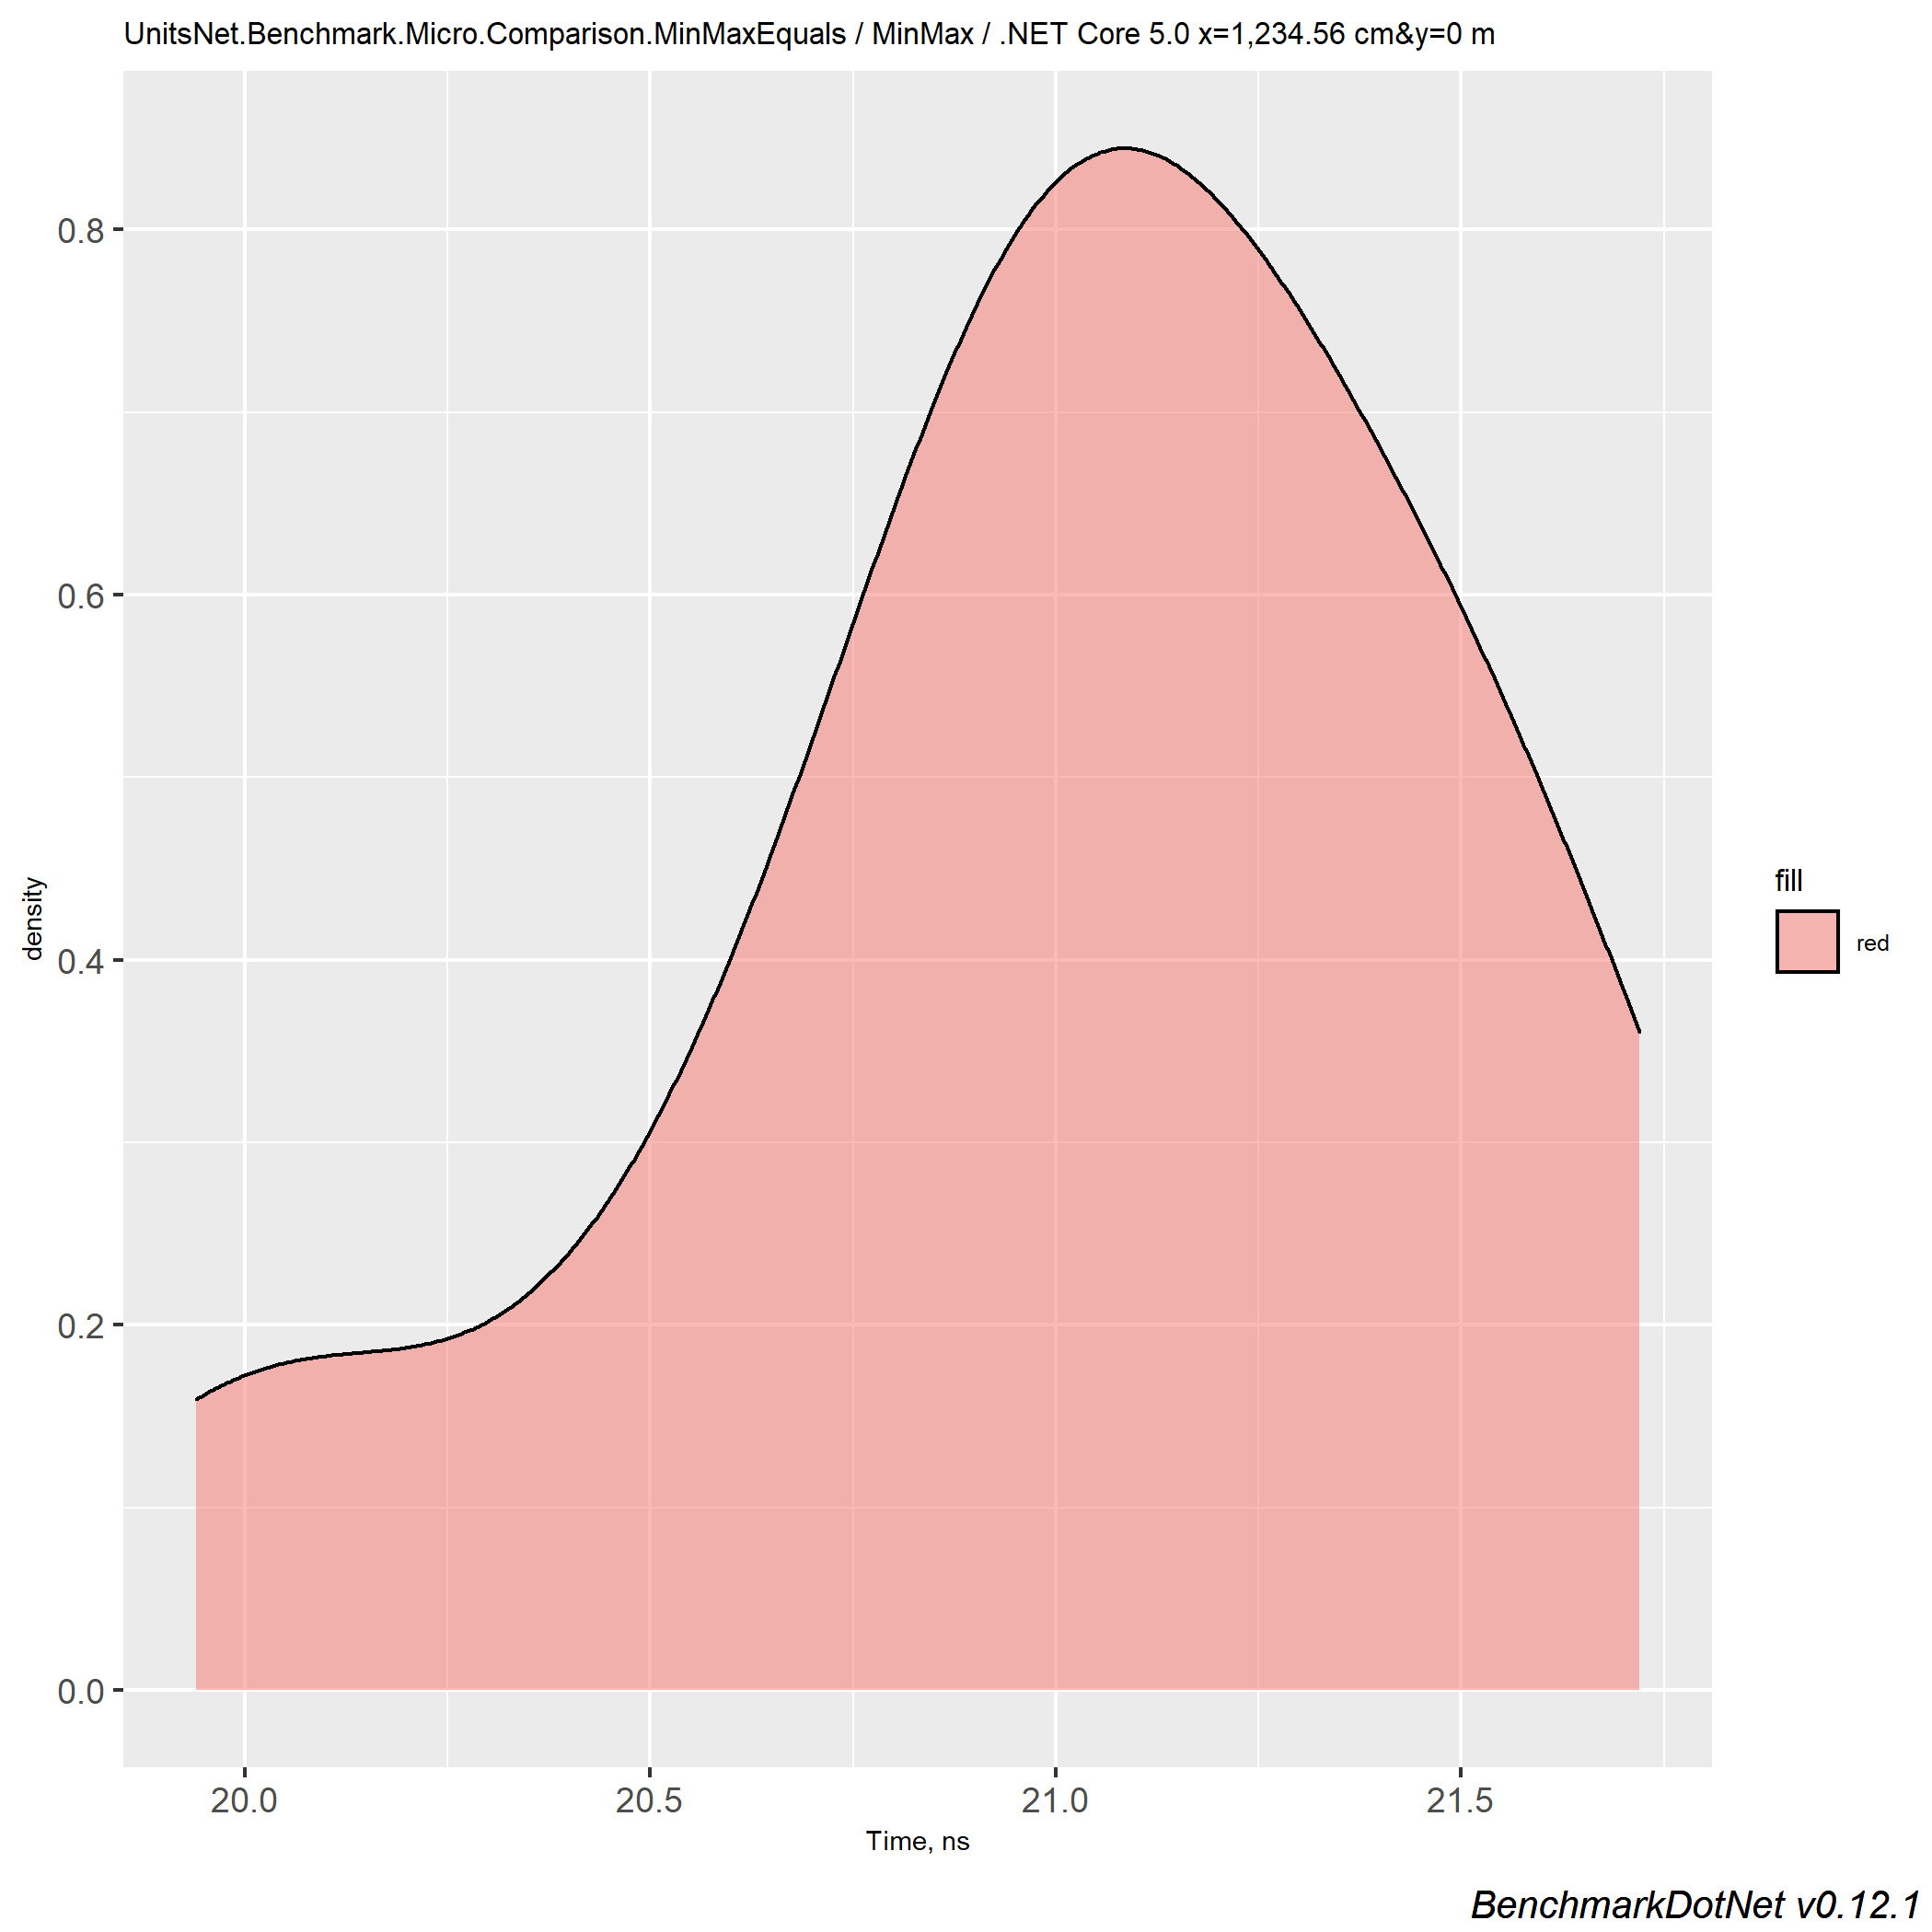 UnitsNet.Benchmark.Micro.Comparison.MinMaxEquals / MinMax / .NET Core 5.0 x=1,234.56 cm&y=0 m
0.8
0.6
0.4
0.2
0.0
density
20.0 20.5 21.0 21.5
Time, ns
fill
red
BenchmarkDotNet v0.12.1